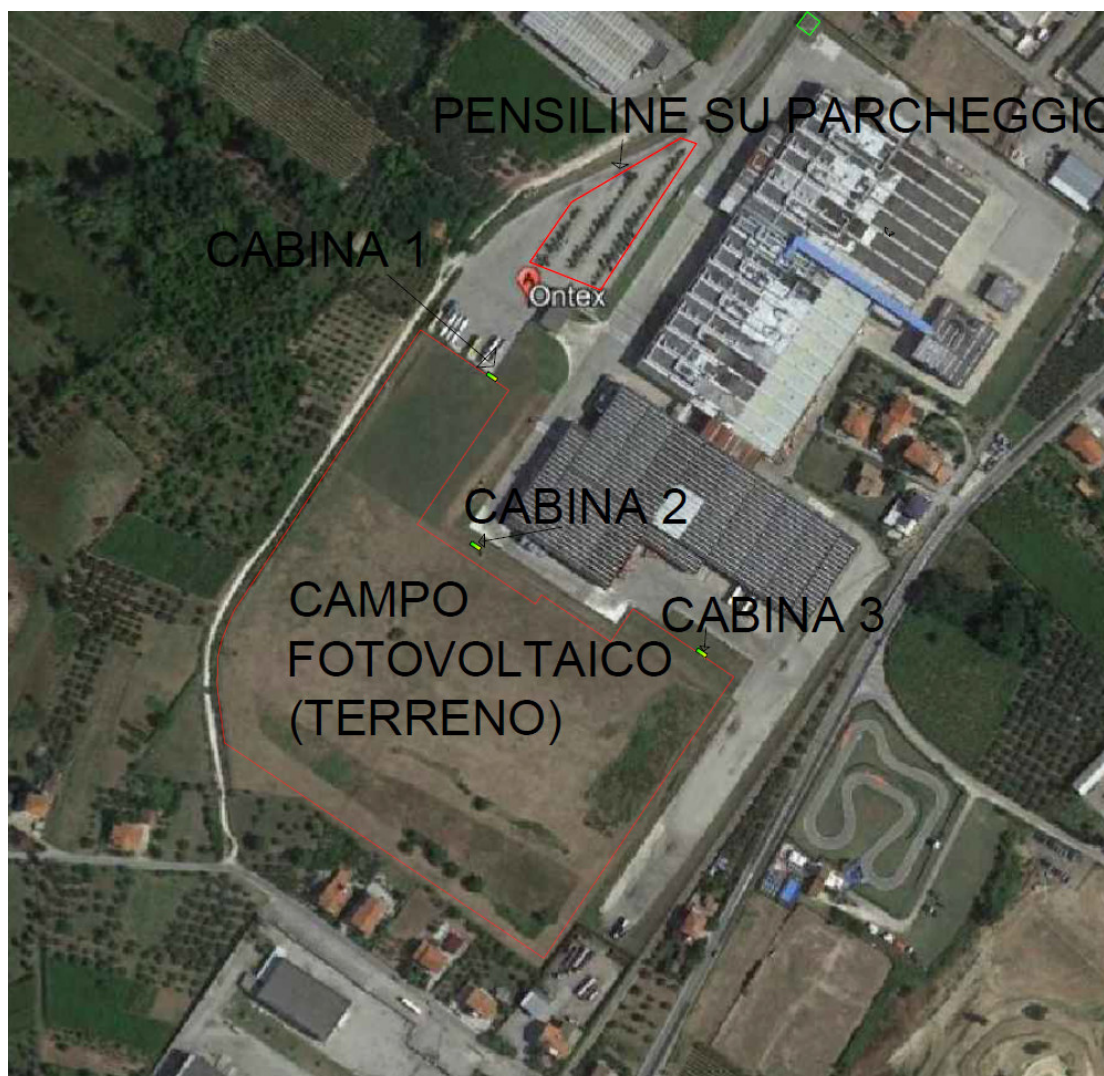 PENSILINE SU PARCHEGGIO
CABINA 1
Ontex
CABINA 2
CAMPO
FOTOVOLTAICO
(TERRENO)
CABINA 3